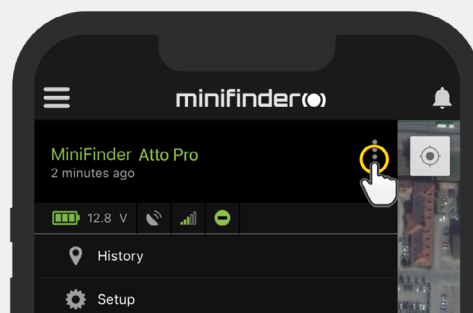 minifinder
MiniFinder Atto Pro
2 minutes ago
12.8 V
History
Setup